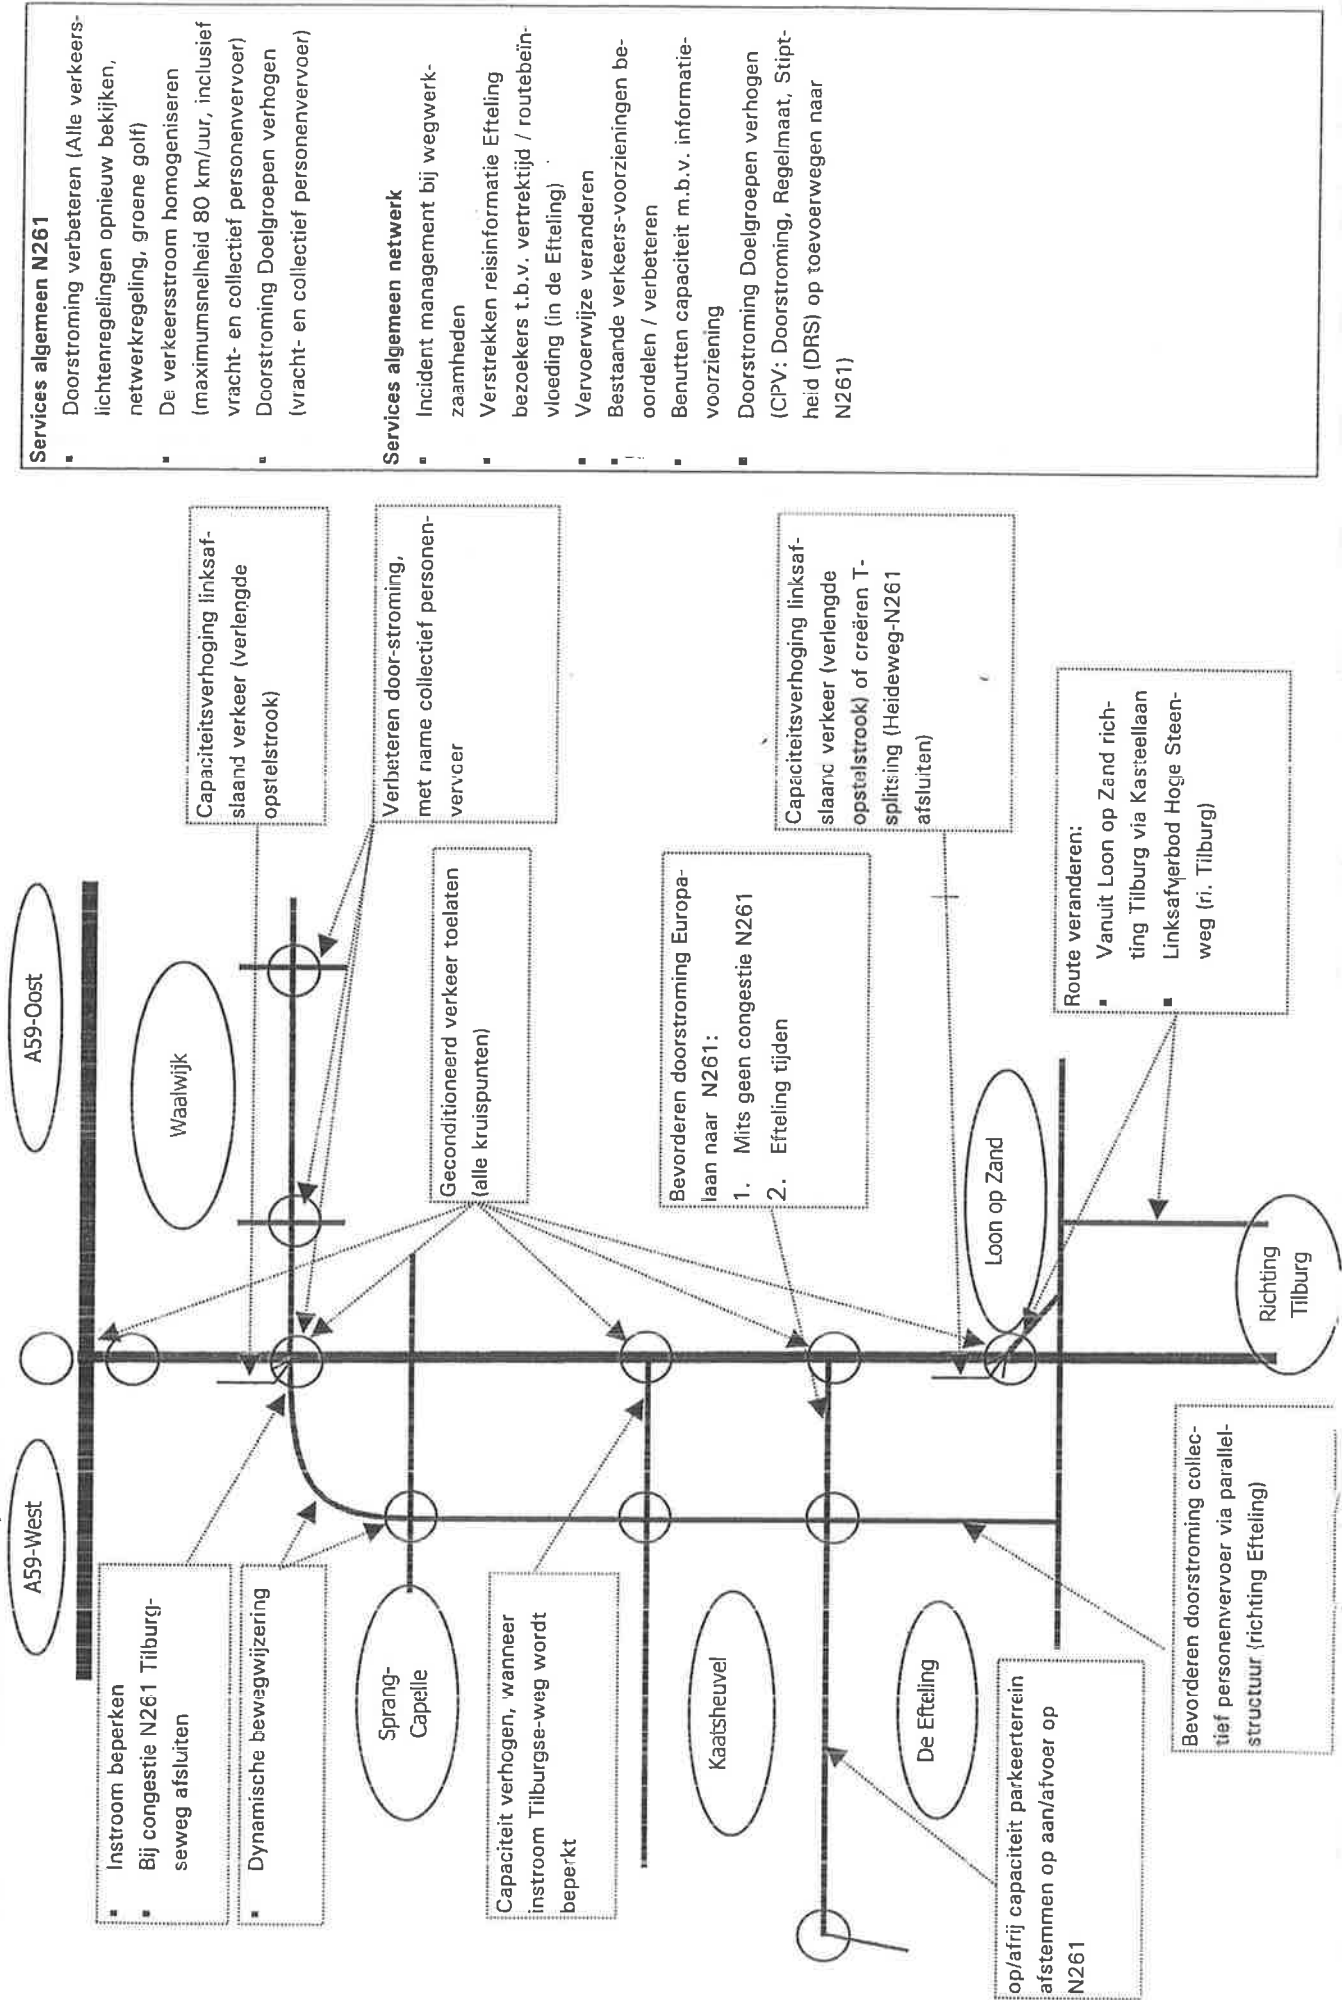 A59-West
A59-Oost
Waalwijk
Sprang-
Capelle
Kaatsheuvel
De Efteling
Loon op Zand
Richting
Tilburg
▪ Instroom beperken
▪ Bij congestie N261 Tilburg-
seweg afsluiten
▪ Dynamische bewegwijzering
Capaciteit verhogen, wanneer
instroom Tilburgse-weg wordt
beperkt
op/afrij capaciteit parkeerterrein
afstemmen op aan/afvoer op
N261
Bevorderen doorstroming collec-
tief personenvervoer via parallel-
structuur (richting Efteling)
Capaciteitsverhoging linksaf-
slaand verkeer (verlengde
opstelstrook)
Verbeteren door-stroming,
met name collectief personen-
vervoer
Geconditioneerd verkeer toelaten
(alle kruispunten)
Bevorderen doorstroming Europa-
laan naar N261:
1. Mits geen congestie N261
2. Efteling tijden
Capaciteitsverhoging linksaf-
slaand verkeer (verlengde
opstelstrook) of creëren T-
splitsing (Heideweg-N261
afsluiten)
Route veranderen:
▪ Vanuit Loon op Zand rich-
ting Tilburg via Kasteellaan
▪ Linksafverbod Hoge Steen-
weg (ri. Tilburg)
Services algemeen N261
▪ Doorstroming verbeteren (Alle verkeers-
lichtenregelingen opnieuw bekijken,
netwerkregeling, groene golf)
▪ De verkeersstroom homogeniseren
(maximumsnelheid 80 km/uur, inclusief
vracht- en collectief personenvervoer)
▪ Doorstroming Doelgroepen verhogen
(vracht- en collectief personenvervoer)
Services algemeen netwerk
▪ Incident management bij wegwerk-
zaamheden
▪ Verstrekken reisinformatie Efteling
bezoekers t.b.v. vertrektijd / routebeïn-
vloeding (in de Efteling)
▪ Vervoerwijze veranderen
▪ Bestaande verkeers-voorzieningen be-
oordelen / verbeteren
▪ Benutten capaciteit m.b.v. informatie-
voorziening
▪ Doorstroming Doelgroepen verhogen
(CPV: Doorstroming, Regelmaat, Stipt-
heid (DRS) op toevoerwegen naar
N261)